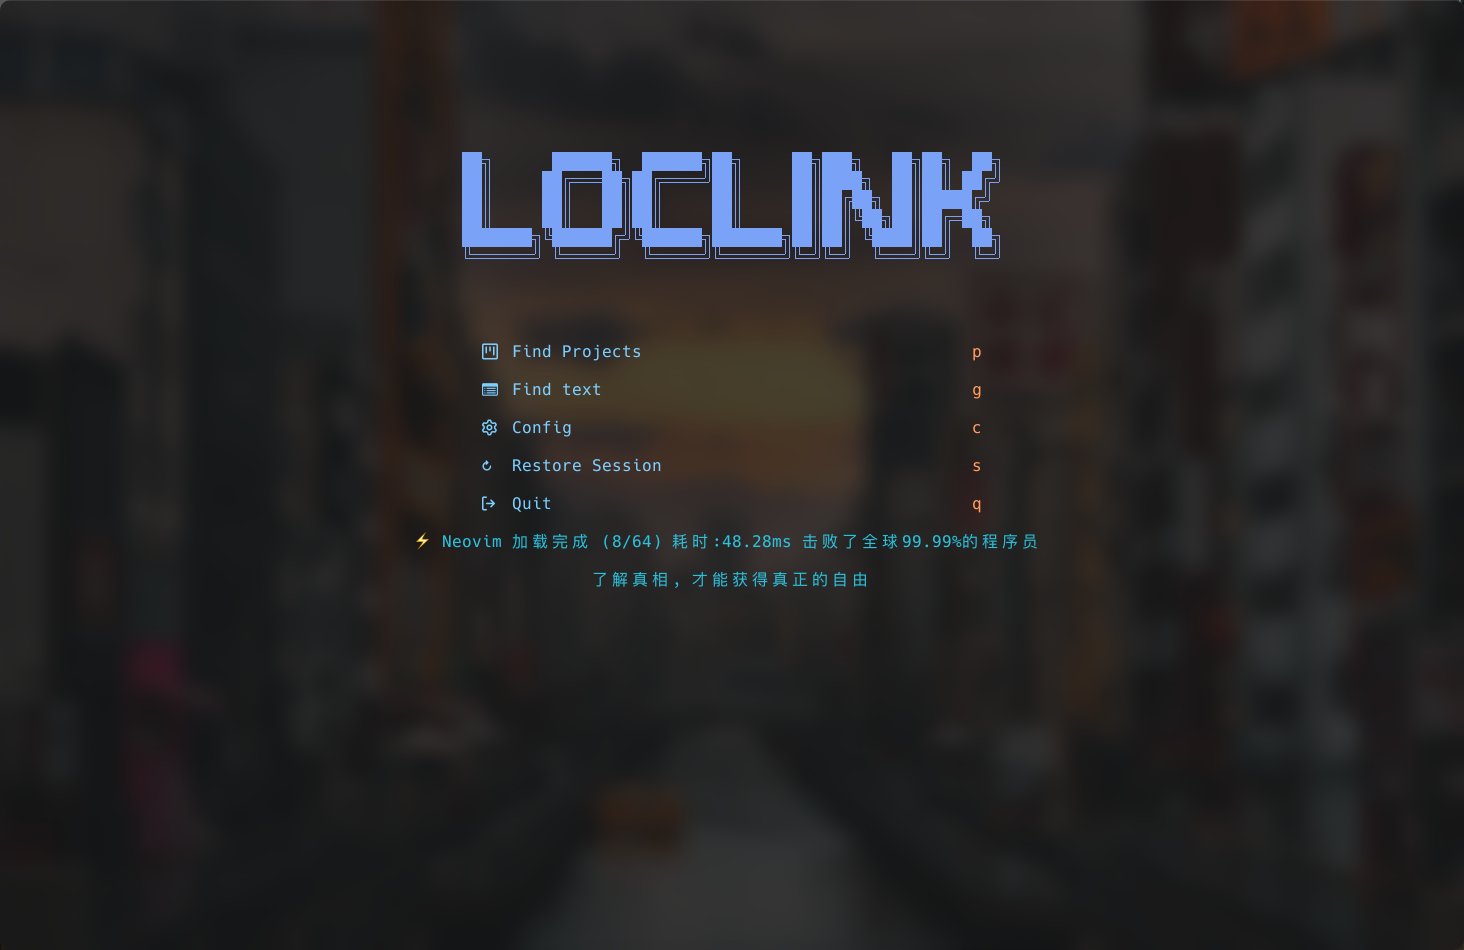 LOCLINK
Find Projects p
Find text g
Config c
Restore Session s
Quit q
⚡ Neovim 加载完成 (8/64) 耗时:48.28ms 击败了全球99.99%的程序员
了解真相，才能获得真正的自由